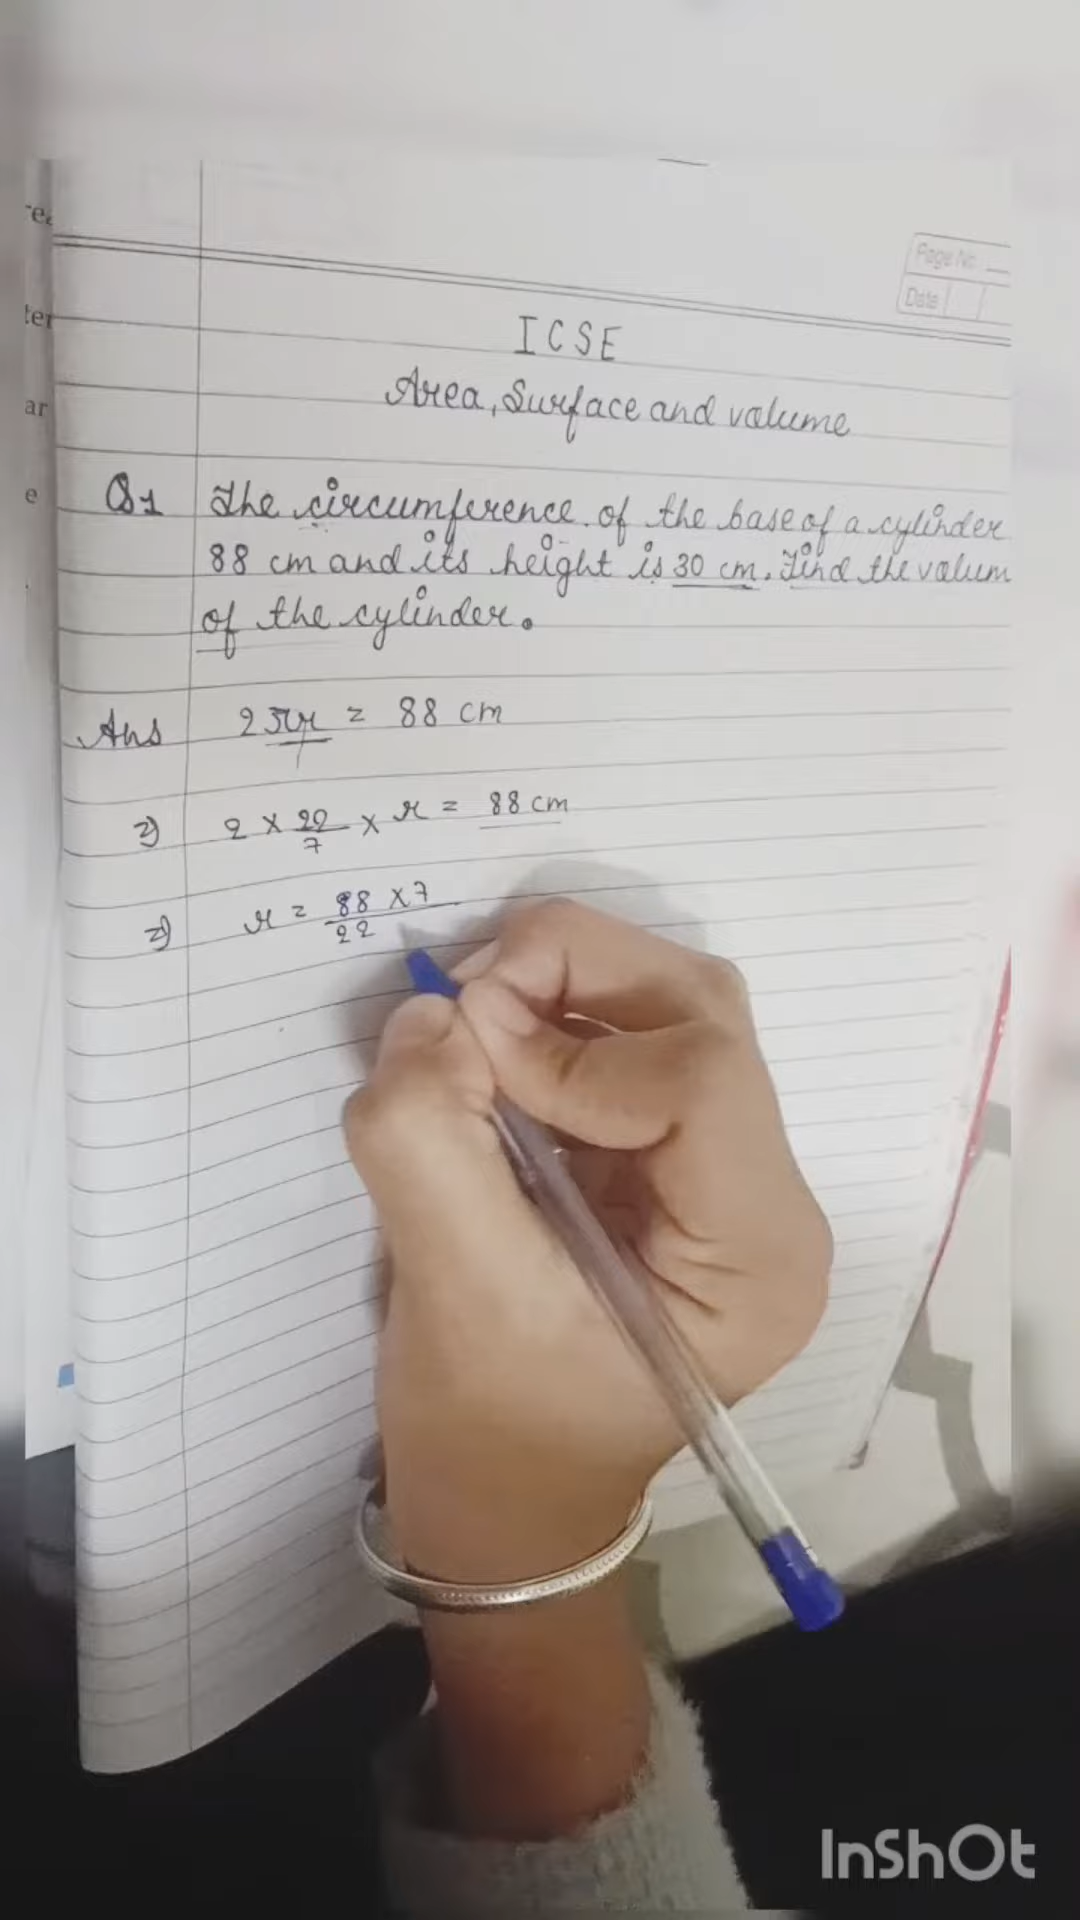 Page No.
Date
ter
ar
e
ICSE
Area, Surface and volume
Q1 The circumference of the base of a cylinder
88 cm and its height is 30 cm. Find the volum
of the cylinder.
Ans 2πr = 88 cm
⇒) 2 × 22/7 × r = 88 cm
⇒) r = 88 × 7/22
InShOt